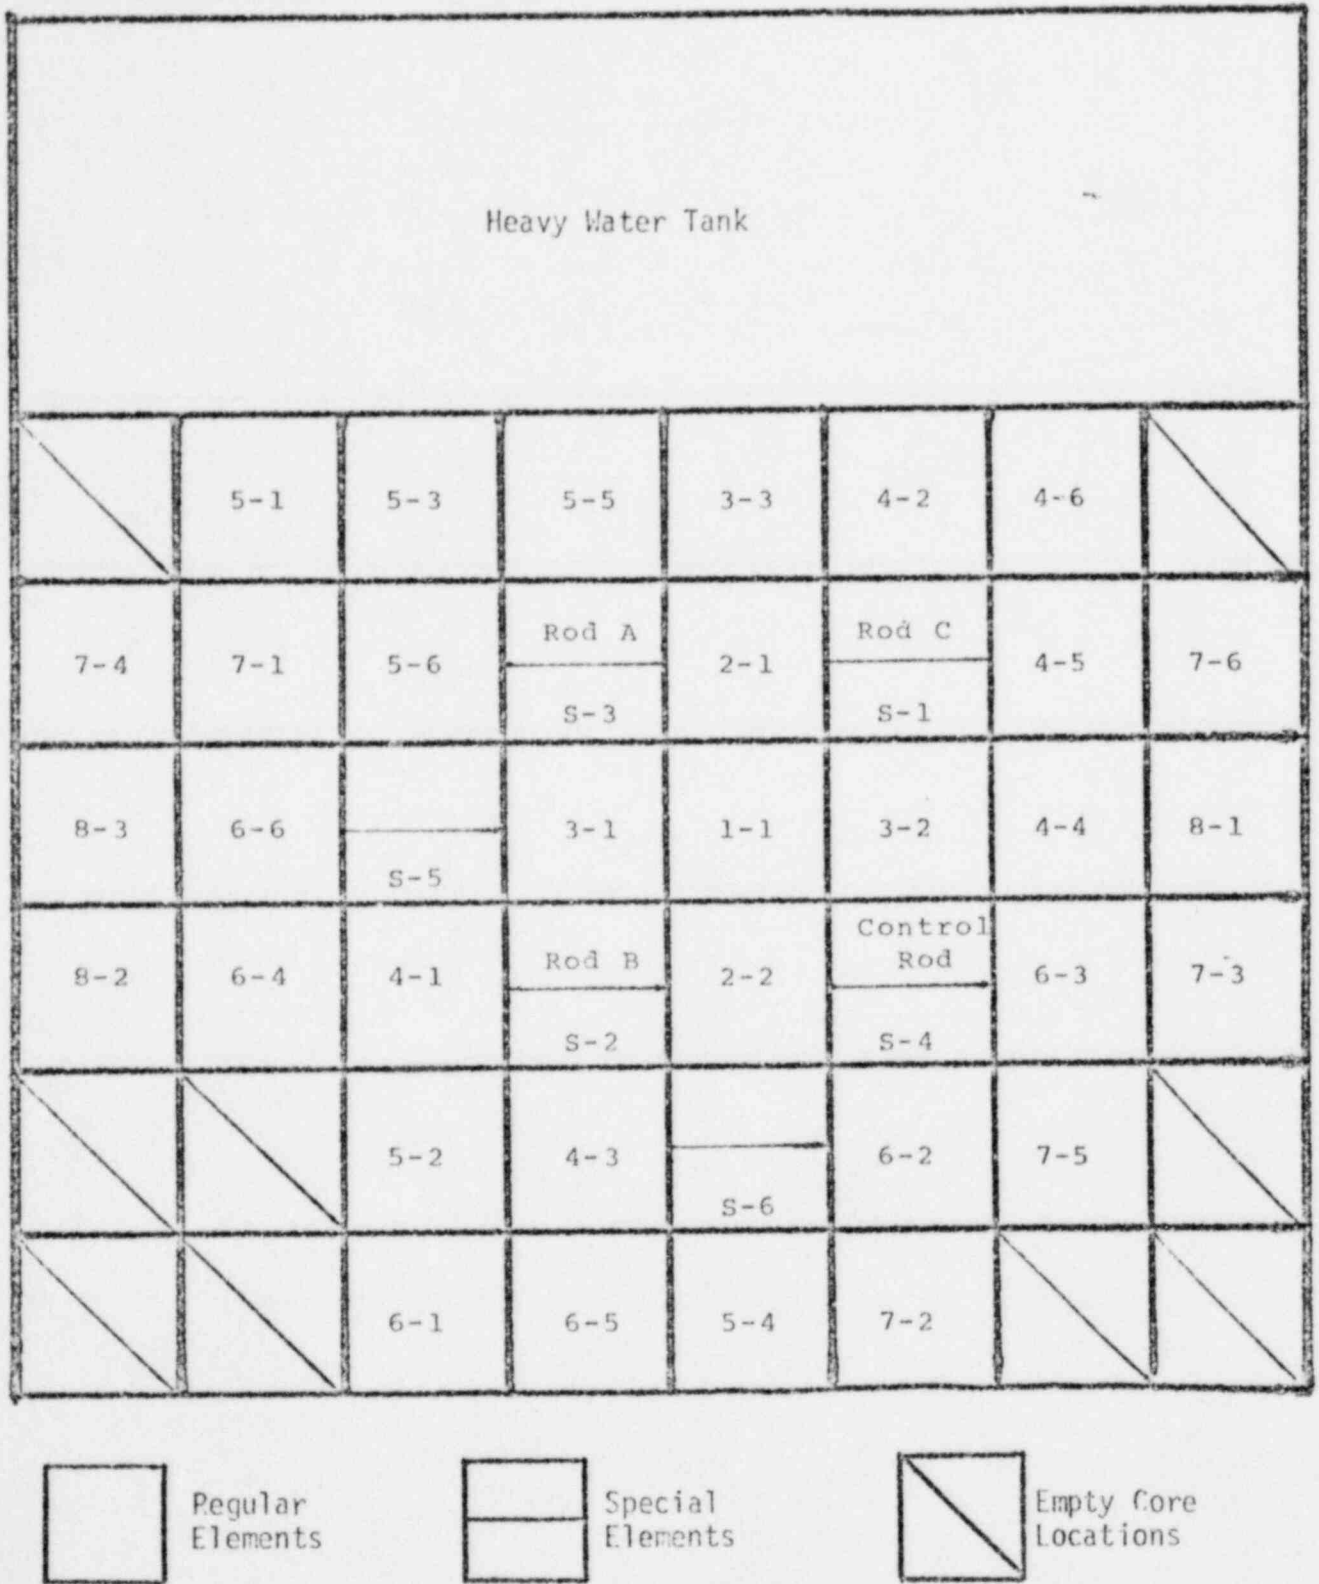 Heavy Water Tank
5-1 5-3 5-5 3-3 4-2 4-6
7-4 7-1 5-6 Rod A S-3 2-1 Rod C S-1 4-5 7-6
8-3 6-6 S-5 3-1 1-1 3-2 4-4 8-1
8-2 6-4 4-1 Rod B S-2 2-2 Control Rod S-4 6-3 7-3
5-2 4-3 S-6 6-2 7-5
6-1 6-5 5-4 7-2
Regular
Elements
Special
Elements
Empty Core
Locations